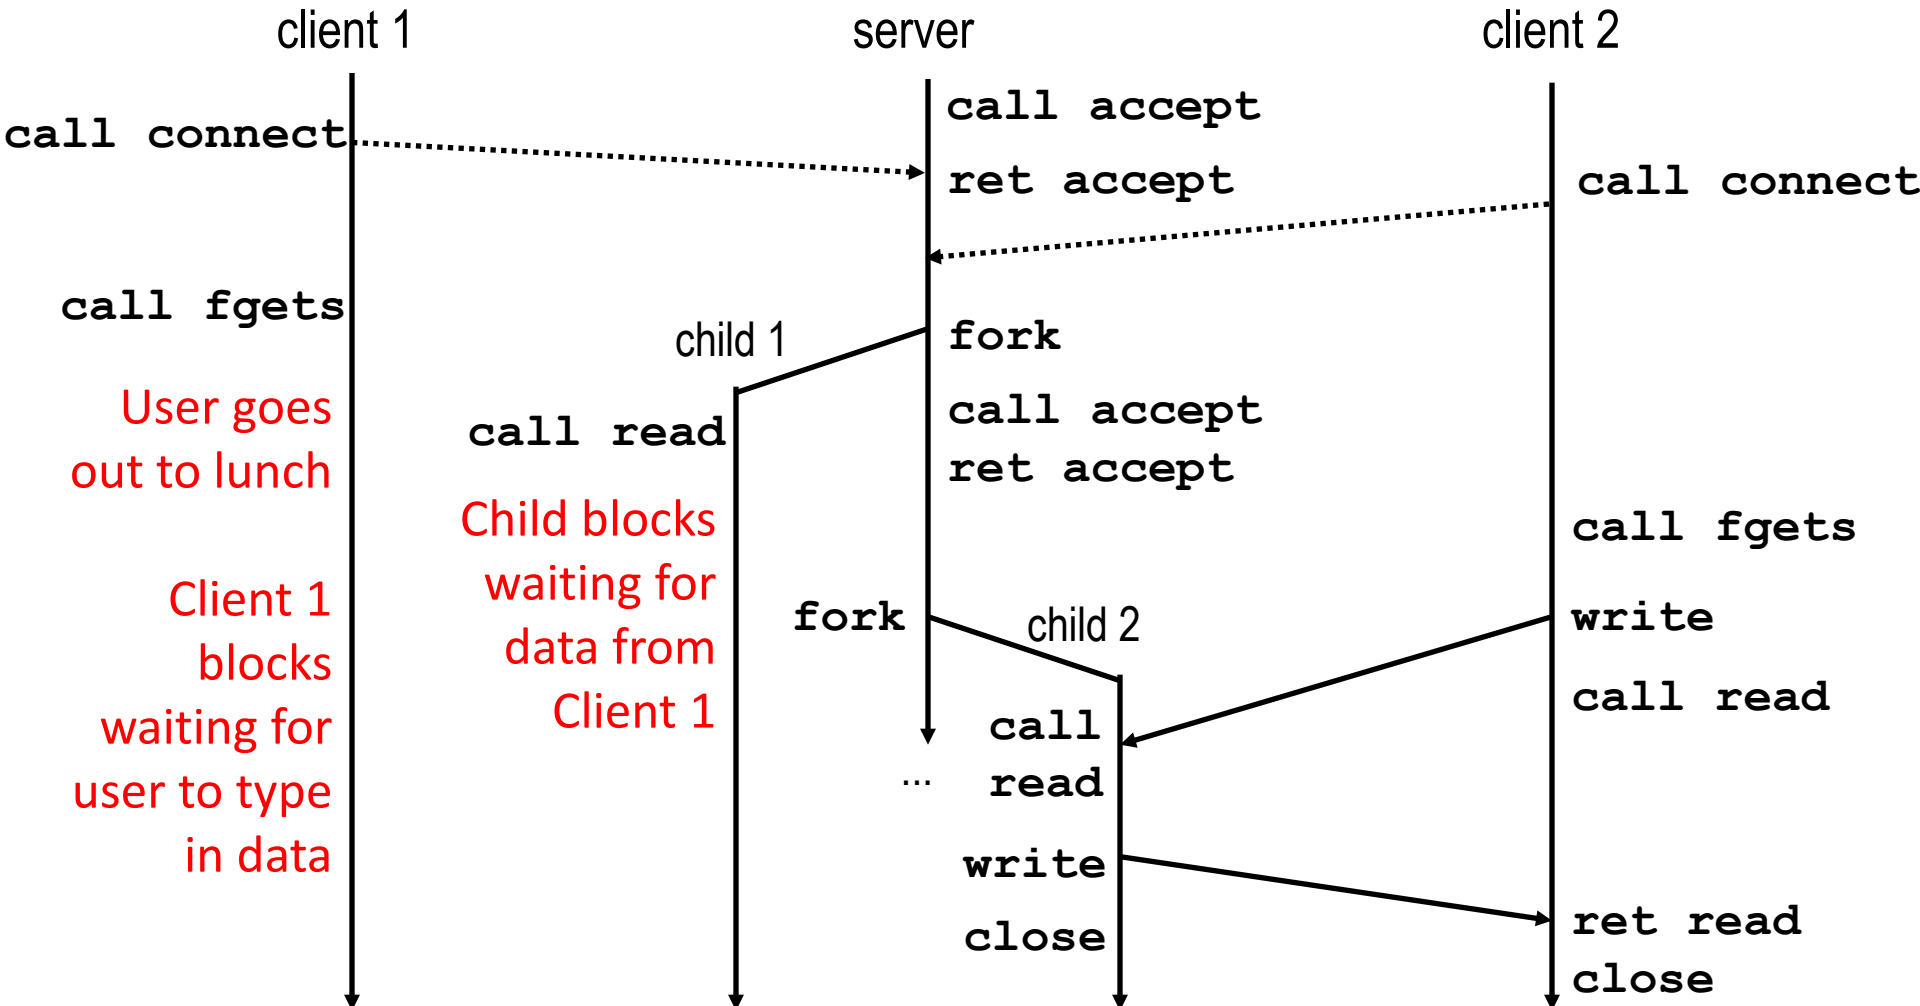 client 1
server
client 2
call connect
call accept
ret accept
call connect
call fgets
child 1
fork
User goes
out to lunch
call read
call accept
ret accept
Child blocks
waiting for
data from
Client 1
call fgets
Client 1
blocks
waiting for
user to type
in data
fork
child 2
write
call read
call
read
...
write
close
ret read
close